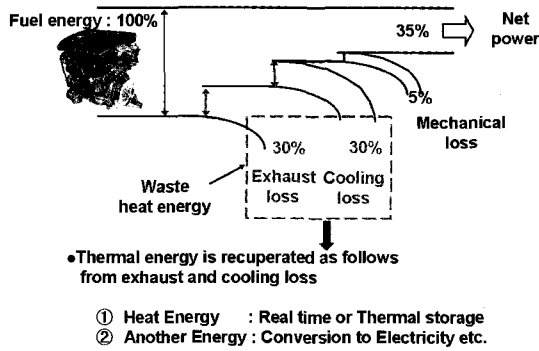 Fuel energy : 100%
35%
Net
power
5%
Mechanical
loss
30%
30%
Exhaust Cooling
loss loss
Waste
heat energy
•Thermal energy is recuperated as follows
from exhaust and cooling loss
① Heat Energy : Real time or Thermal storage
② Another Energy : Conversion to Electricity etc.